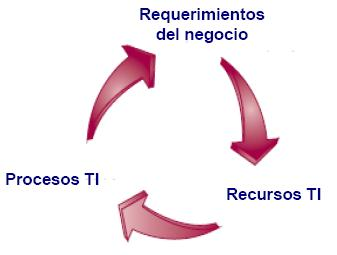 Requerimientos
del negocio
Procesos TI
Recursos TI